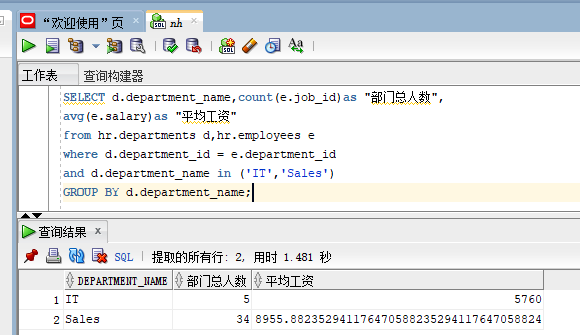 “欢迎使用”页
nh
工作表 查询构建器
SELECT d.department_name,count(e.job_id)as "部门总人数",
avg(e.salary)as "平均工资"
from hr.departments d,hr.employees e
where d.department_id = e.department_id
and d.department_name in ('IT','Sales')
GROUP BY d.department_name;
查询结果 x
SQL | 提取的所有行: 2, 用时 1.481 秒
DEPARTMENT_NAME 部门总人数 平均工资
1 IT 5 5760
2 Sales 34 8955.88235294117647058823529411764705882